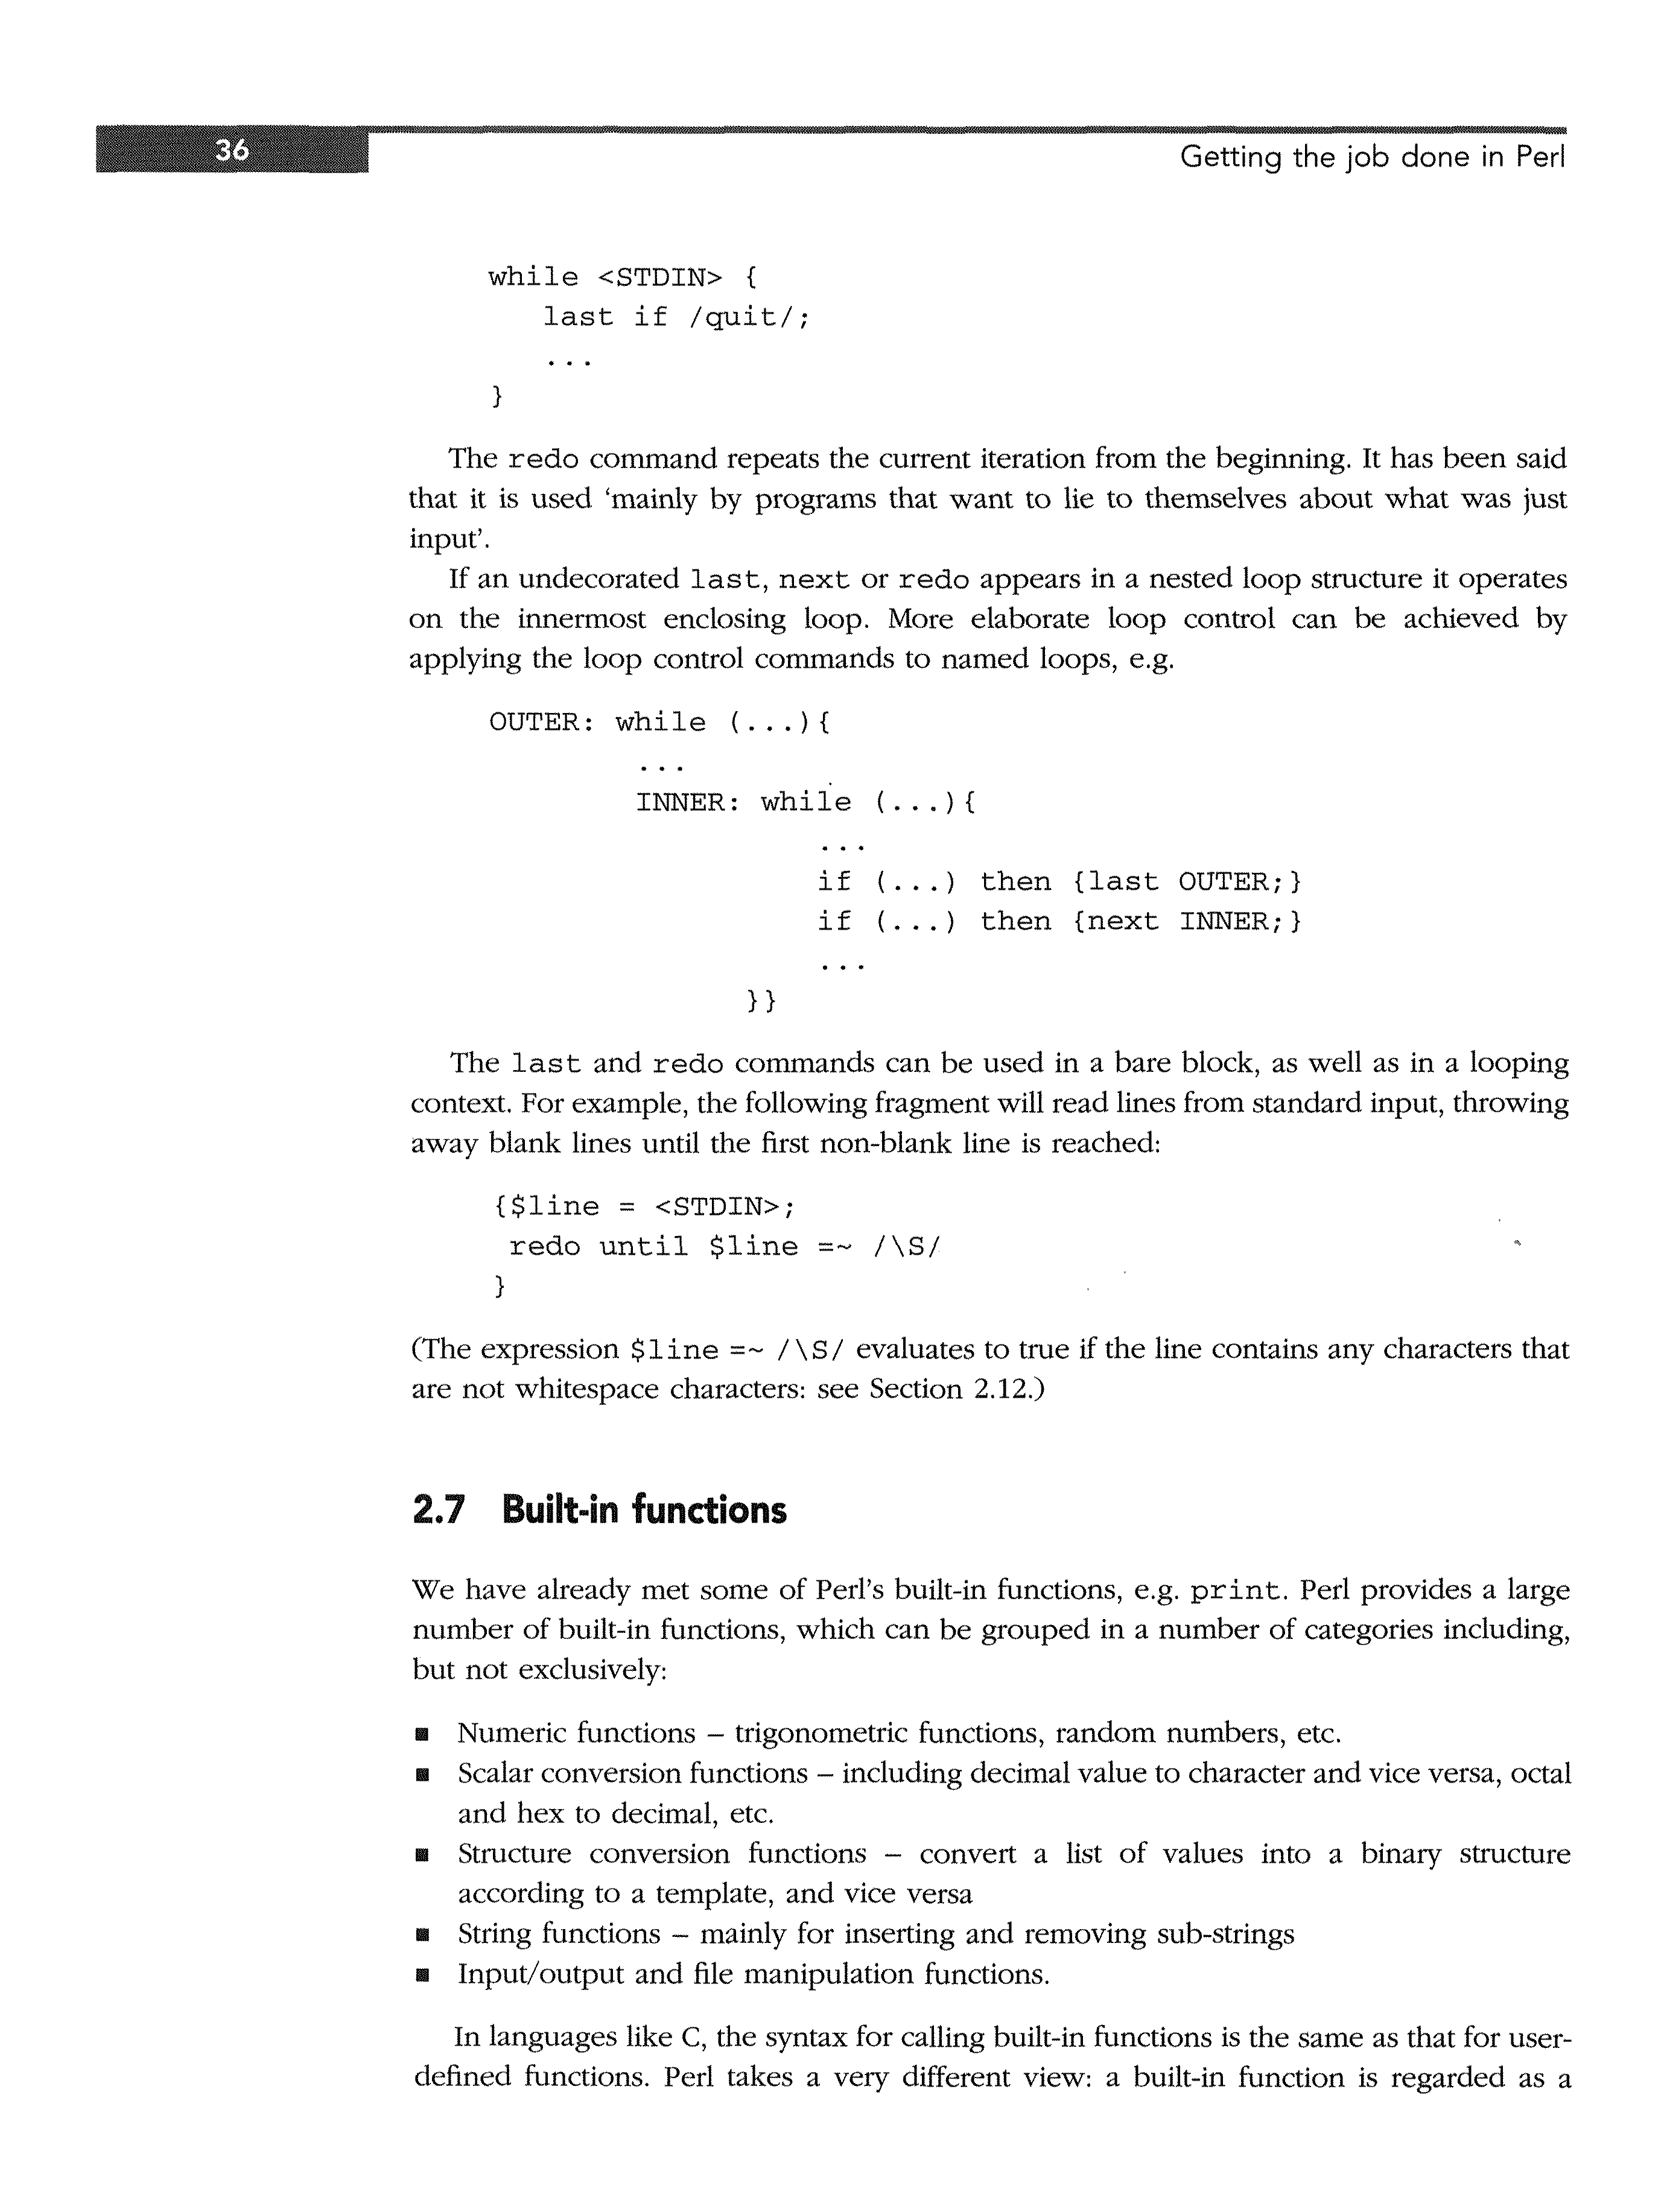 36
Getting the job done in Perl
while <STDIN> {
last if /quit/;
...
}
The redo command repeats the current iteration from the beginning. It has been said
that it is used ‘mainly by programs that want to lie to themselves about what was just
input’.
If an undecorated last, next or redo appears in a nested loop structure it operates
on the innermost enclosing loop. More elaborate loop control can be achieved by
applying the loop control commands to named loops, e.g.
OUTER: while (...){
...
INNER: while (...){
...
if (...) then {last OUTER;}
if (...) then {next INNER;}
...
}}
The last and redo commands can be used in a bare block, as well as in a looping
context. For example, the following fragment will read lines from standard input, throwing
away blank lines until the first non-blank line is reached:
{$line = <STDIN>;
redo until $line =~ /\S/
}
(The expression $line =~ /\S/ evaluates to true if the line contains any characters that
are not whitespace characters: see Section 2.12.)
2.7 Built-in functions
We have already met some of Perl’s built-in functions, e.g. print. Perl provides a large
number of built-in functions, which can be grouped in a number of categories including,
but not exclusively:
■ Numeric functions – trigonometric functions, random numbers, etc.
■ Scalar conversion functions – including decimal value to character and vice versa, octal
and hex to decimal, etc.
■ Structure conversion functions – convert a list of values into a binary structure
according to a template, and vice versa
■ String functions – mainly for inserting and removing sub-strings
■ Input/output and file manipulation functions.
In languages like C, the syntax for calling built-in functions is the same as that for user-
defined functions. Perl takes a very different view: a built-in function is regarded as a